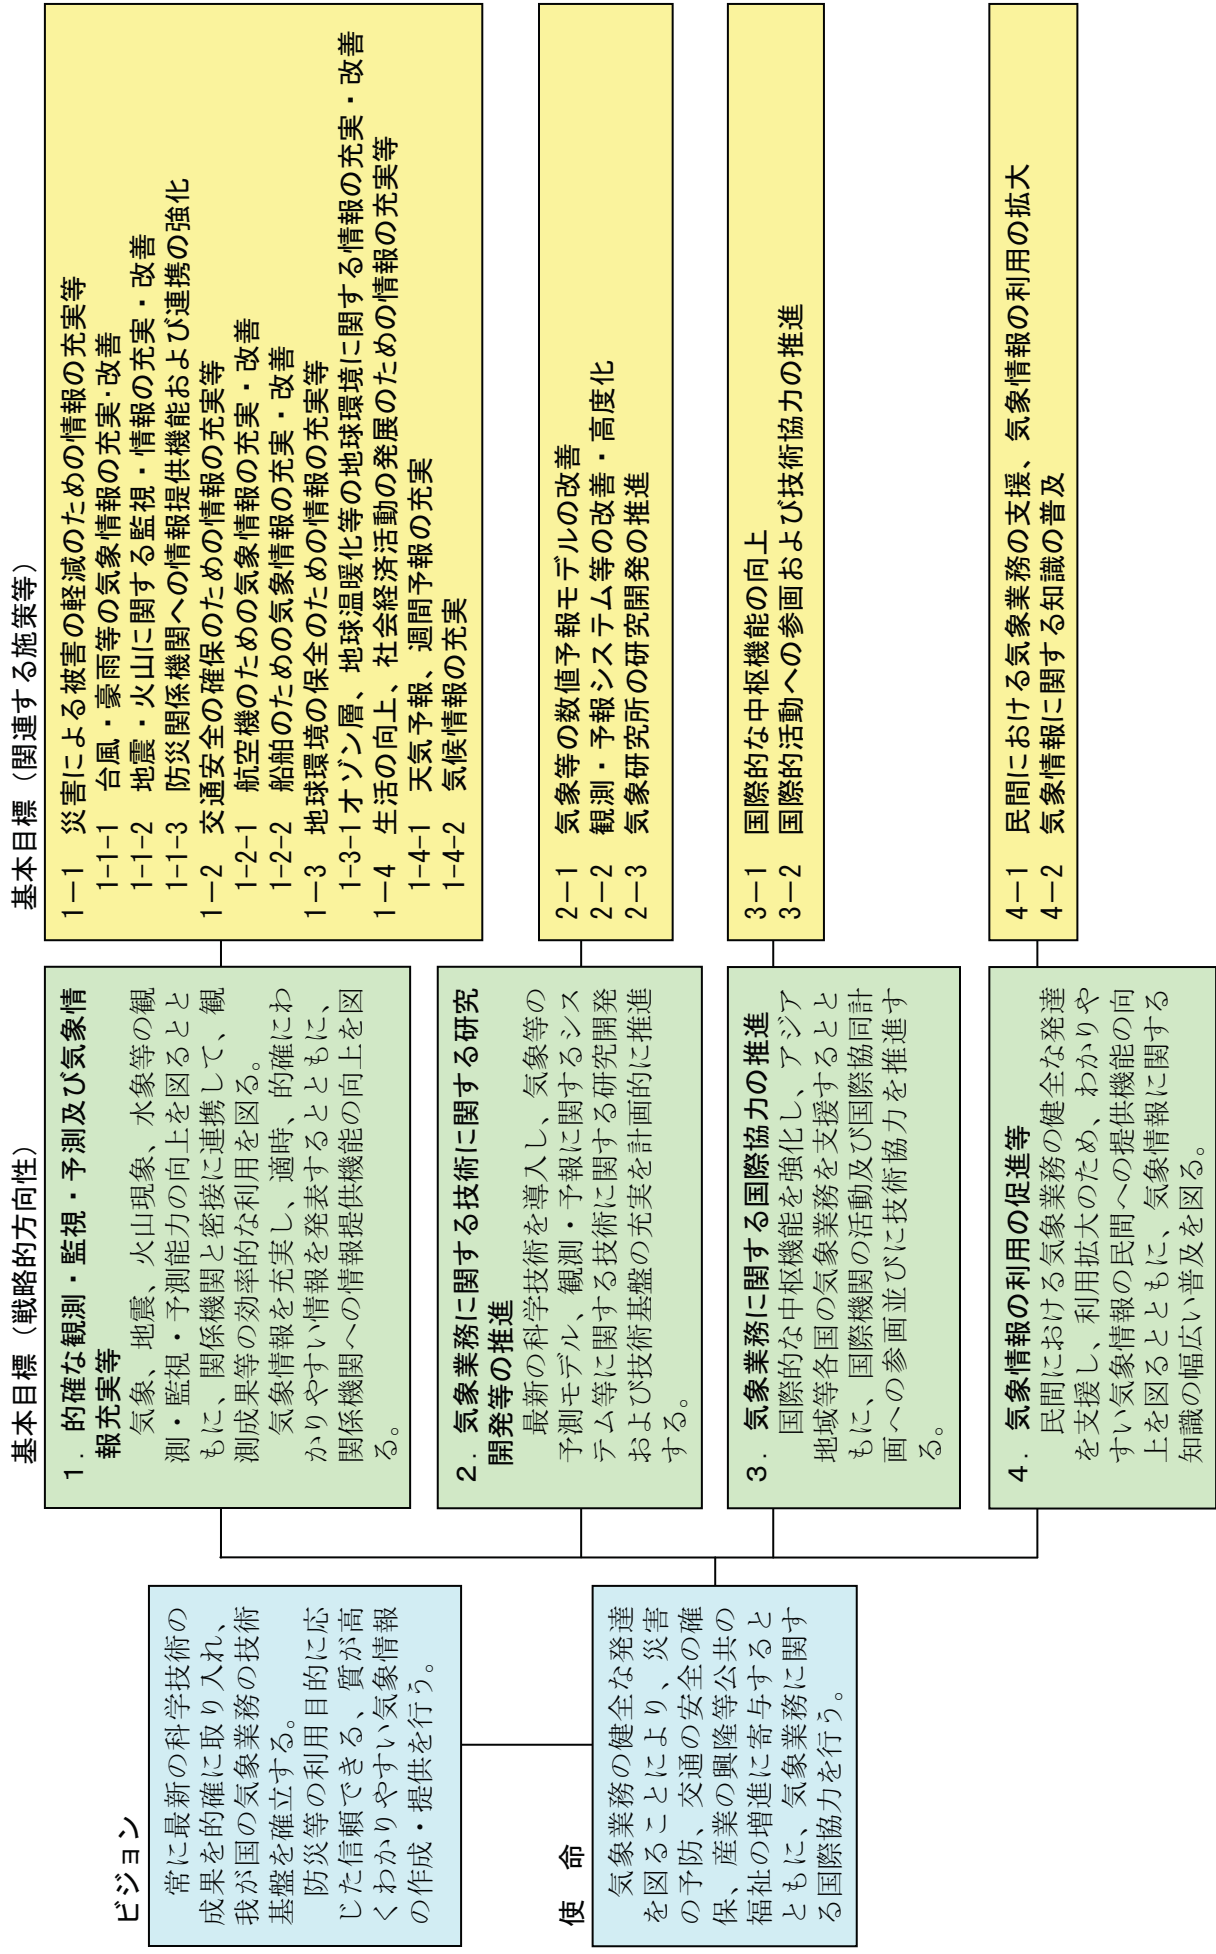 ビジョン
常に最新の科学技術の
成果を的確に取り入れ、
我が国の気象業務の技術
基盤を確立する。
防災等の利用目的に応
じた信頼できる、質が高
くわかりやすい気象情報
の作成・提供を行う。
使 命
気象業務の健全な発達
を図ることにより、災害
の予防、交通の安全の確
保、産業の興隆等公共の
福祉の増進に寄与すると
ともに、気象業務に関す
る国際協力を行う。
基本目標（戦略的方向性）
１．的確な観測・監視・予測及び気象情
報充実等
気象、地震、火山現象、水象等の観
測・監視・予測能力の向上を図るとと
もに、関係機関と密接に連携して、観
測成果等の効率的な利用を図る。
気象情報を充実し、適時、的確にわ
かりやすい情報を発表するとともに、
関係機関への情報提供機能の向上を図
る。
２．気象業務に関する技術に関する研究
開発等の推進
最新の科学技術を導入し、気象等の
予測モデル、観測・予報に関するシス
テム等に関する技術に関する研究開発
および技術基盤の充実を計画的に推進
する。
３．気象業務に関する国際協力の推進
国際的な中枢機能を強化し、アジア
地域等各国の気象業務を支援するとと
もに、国際機関の活動及び国際協同計
画への参画並びに技術協力を推進す
る。
４．気象情報の利用の促進等
民間における気象業務の健全な発達
を支援し、利用拡大のため、わかりや
すい気象情報の民間への提供機能の向
上を図るとともに、気象情報に関する
知識の幅広い普及を図る。
基本目標（関連する施策等）
1－1 災害による被害の軽減のための情報の充実等
1-1-1 台風・豪雨等の気象情報の充実･改善
1-1-2 地震・火山に関する監視・情報の充実・改善
1-1-3 防災関係機関への情報提供機能および連携の強化
1－2 交通安全の確保のための情報の充実等
1-2-1 航空機のための気象情報の充実・改善
1-2-2 船舶のための気象情報の充実・改善
1－3 地球環境の保全のための情報の充実等
1-3-1 オゾン層、地球温暖化等の地球環境に関する情報の充実・改善
1－4 生活の向上、社会経済活動の発展のための情報の充実等
1-4-1 天気予報、週間予報の充実
1-4-2 気候情報の充実
2－1 気象等の数値予報モデルの改善
2－2 観測・予報システム等の改善・高度化
2－3 気象研究所の研究開発の推進
3－1 国際的な中枢機能の向上
3－2 国際的活動への参画および技術協力の推進
4－1 民間における気象業務の支援、気象情報の利用の拡大
4－2 気象情報に関する知識の普及